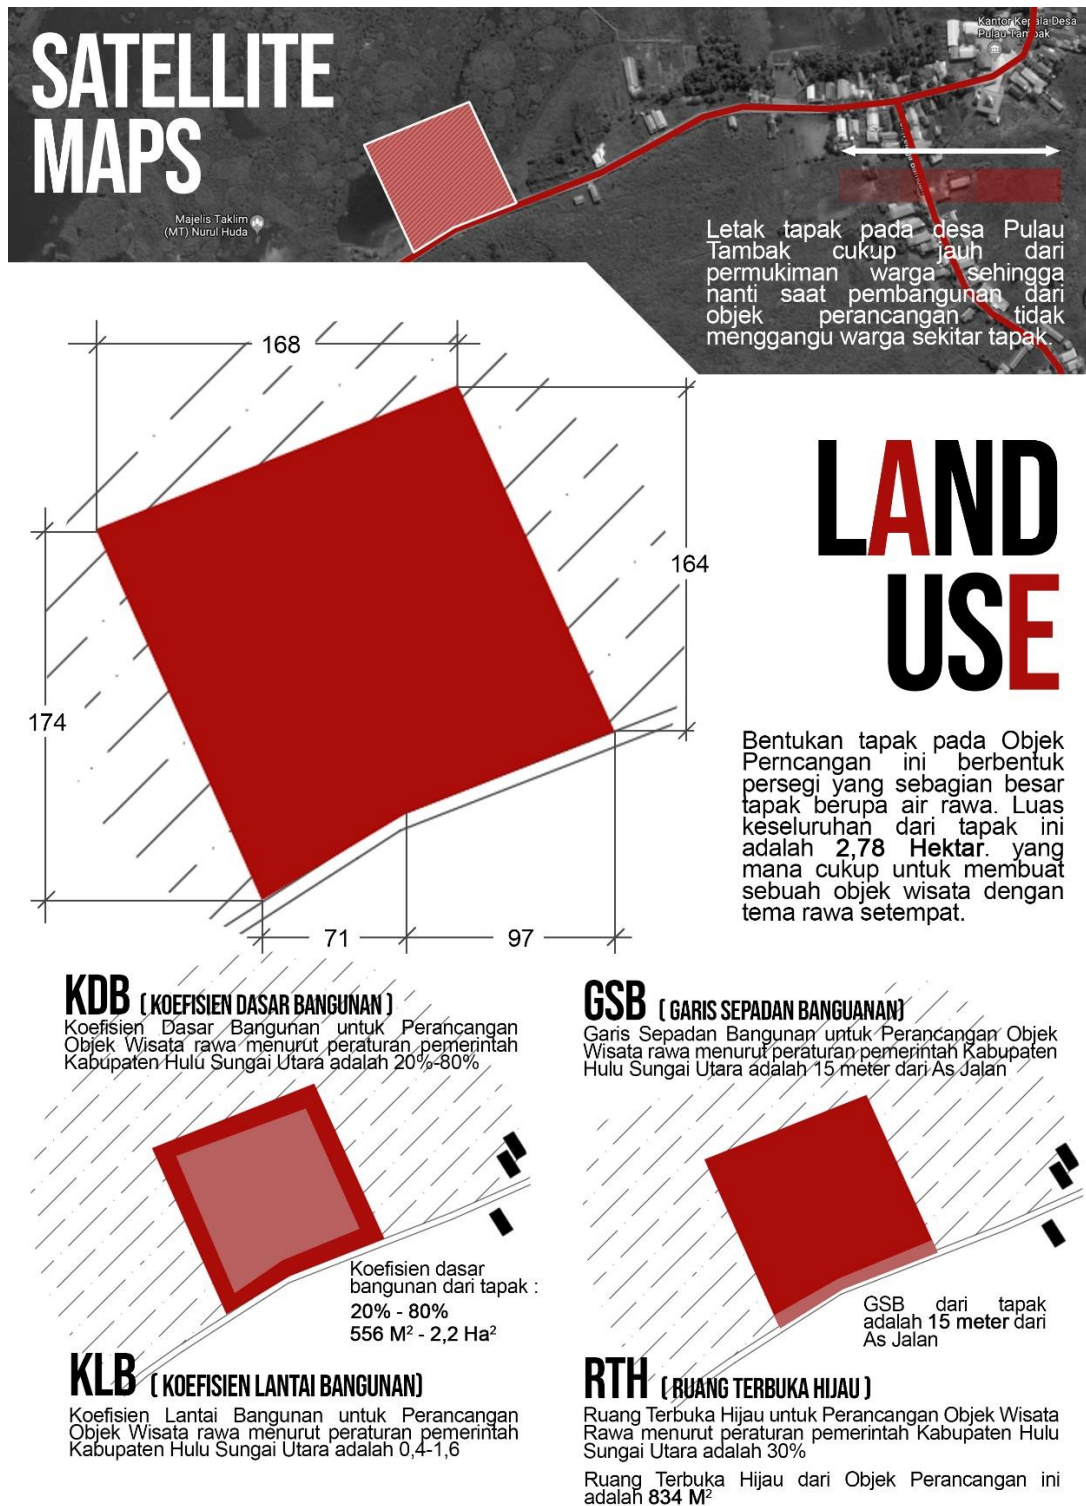 SATELLITE
MAPS
Kantor Kepala Desa
Pulau Tambak
Majelis Taklim
(MT) Nurul Huda
Letak tapak pada desa Pulau
Tambak cukup jauh dari
permukiman warga sehingga
nanti saat pembangunan dari
objek perancangan tidak
menggangu warga sekitar tapak.
168
164
174
71
97
LAND
USE
Bentukan tapak pada Objek
Perncangan ini berbentuk
persegi yang sebagian besar
tapak berupa air rawa. Luas
keseluruhan dari tapak ini
adalah 2,78 Hektar. yang
mana cukup untuk membuat
sebuah objek wisata dengan
tema rawa setempat.
KDB ( KOEFISIEN DASAR BANGUNAN )
Koefisien Dasar Bangunan untuk Perancangan
Objek Wisata rawa menurut peraturan pemerintah
Kabupaten Hulu Sungai Utara adalah 20%-80%
Koefisien dasar
bangunan dari tapak :
20% - 80%
556 M² - 2,2 Ha²
GSB ( GARIS SEPADAN BANGUANAN)
Garis Sepadan Bangunan untuk Perancangan Objek
Wisata rawa menurut peraturan pemerintah Kabupaten
Hulu Sungai Utara adalah 15 meter dari As Jalan
GSB dari tapak
adalah 15 meter dari
As Jalan
KLB ( KOEFISIEN LANTAI BANGUNAN)
Koefisien Lantai Bangunan untuk Perancangan
Objek Wisata rawa menurut peraturan pemerintah
Kabupaten Hulu Sungai Utara adalah 0,4-1,6
RTH ( RUANG TERBUKA HIJAU )
Ruang Terbuka Hijau untuk Perancangan Objek Wisata
Rawa menurut peraturan pemerintah Kabupaten Hulu
Sungai Utara adalah 30%
Ruang Terbuka Hijau dari Objek Perancangan ini
adalah 834 M²